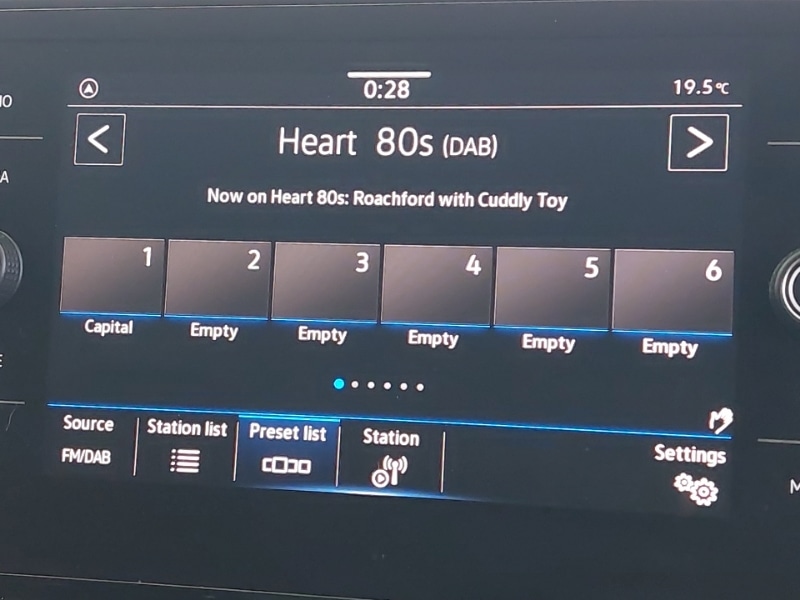 0:28
19.5°C
Heart 80s (DAB)
Now on Heart 80s: Roachford with Cuddly Toy
1 2 3 4 5 6
Capital Empty Empty Empty Empty Empty
Source Station list Preset list Station Settings
FM/DAB